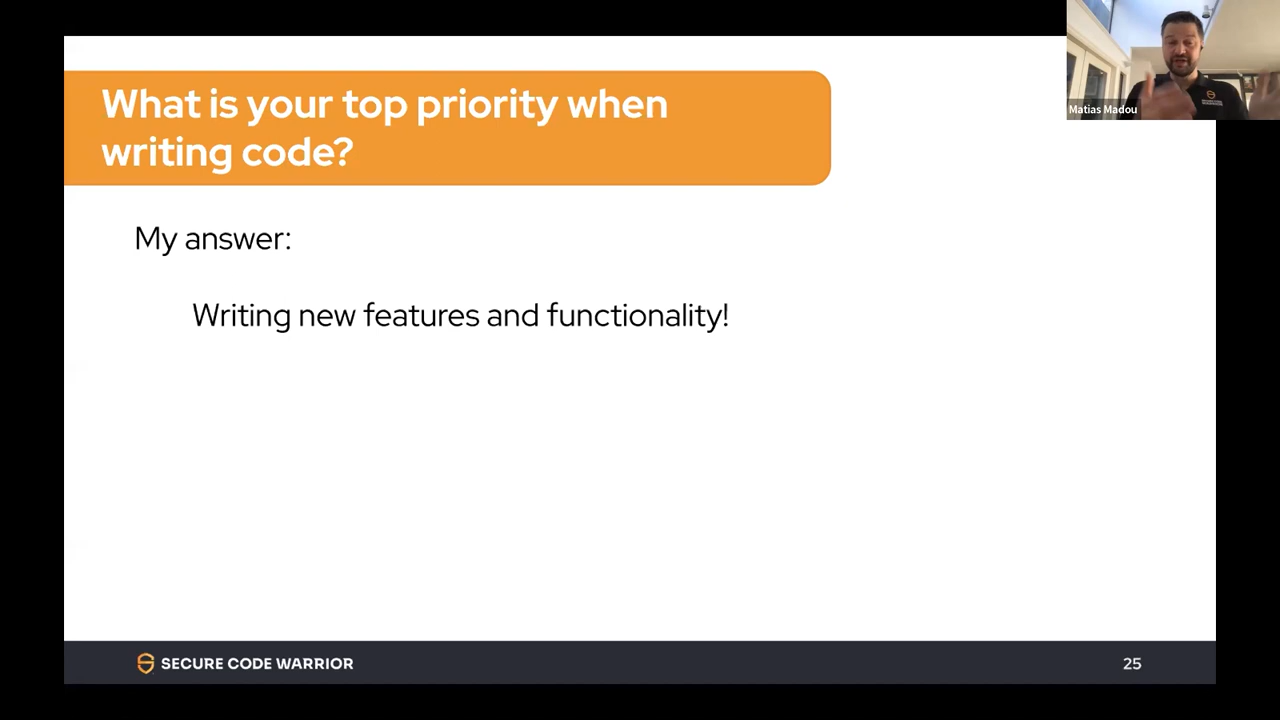 What is your top priority when
writing code?
Matias Madou
My answer:
Writing new features and functionality!
SECURE CODE WARRIOR
25